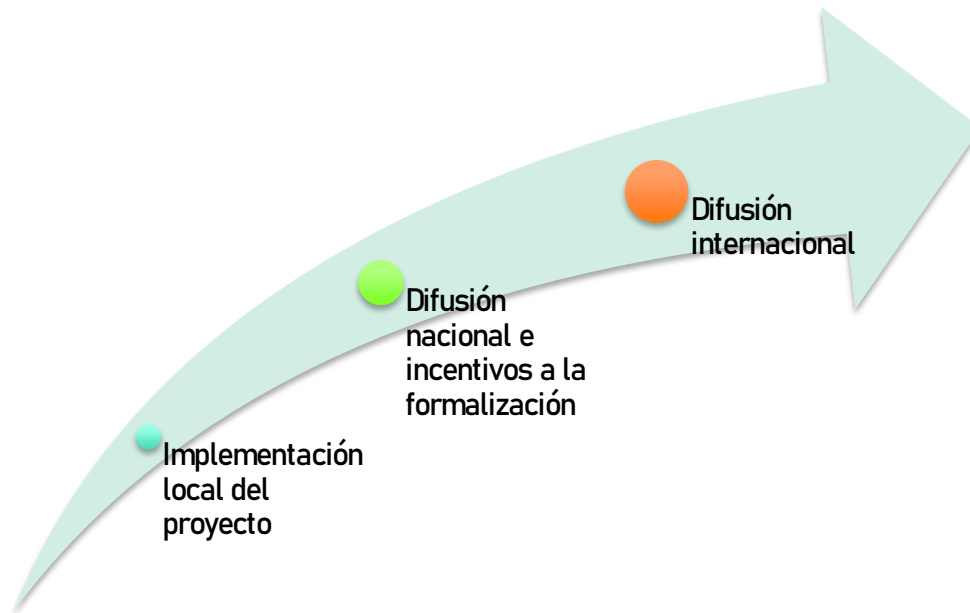 Implementación
local del
proyecto
Difusión
nacional e
incentivos a la
formalización
Difusión
internacional